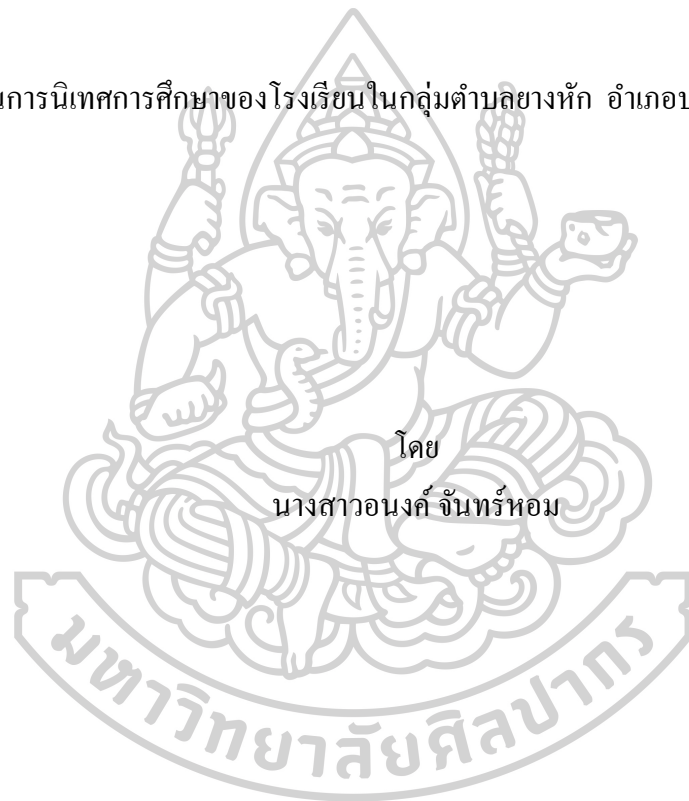 การนิเทศการศึกษาของโรงเรียนในกลุ่มตำบลยางหัก อำเภอ
โดย
นางสาวอนงค์ จันทร์หอม
มหาวิทยาลัยศิลปากร